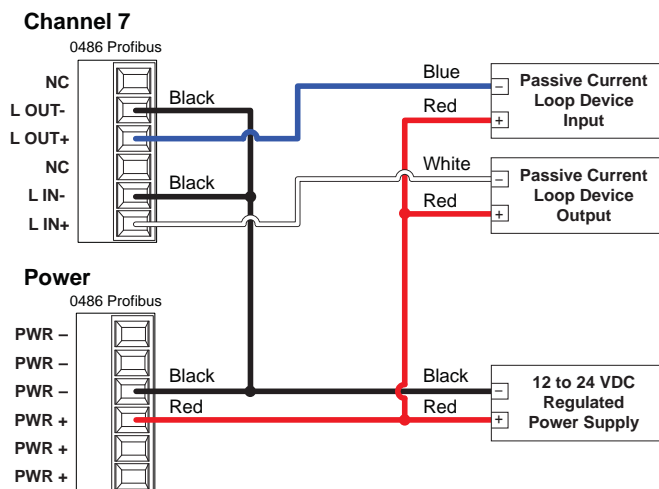 Channel 7
0486 Profibus
NC
L OUT-
L OUT+
NC
L IN-
L IN+
Black
Black
Blue
Red
White
Red
−
Passive Current
Loop Device
Input
+
−
Passive Current
Loop Device
Output
+
Power
0486 Profibus
PWR –
PWR –
PWR –
PWR +
PWR +
PWR +
Black
Red
Black
Red
−
12 to 24 VDC
Regulated
Power Supply
+